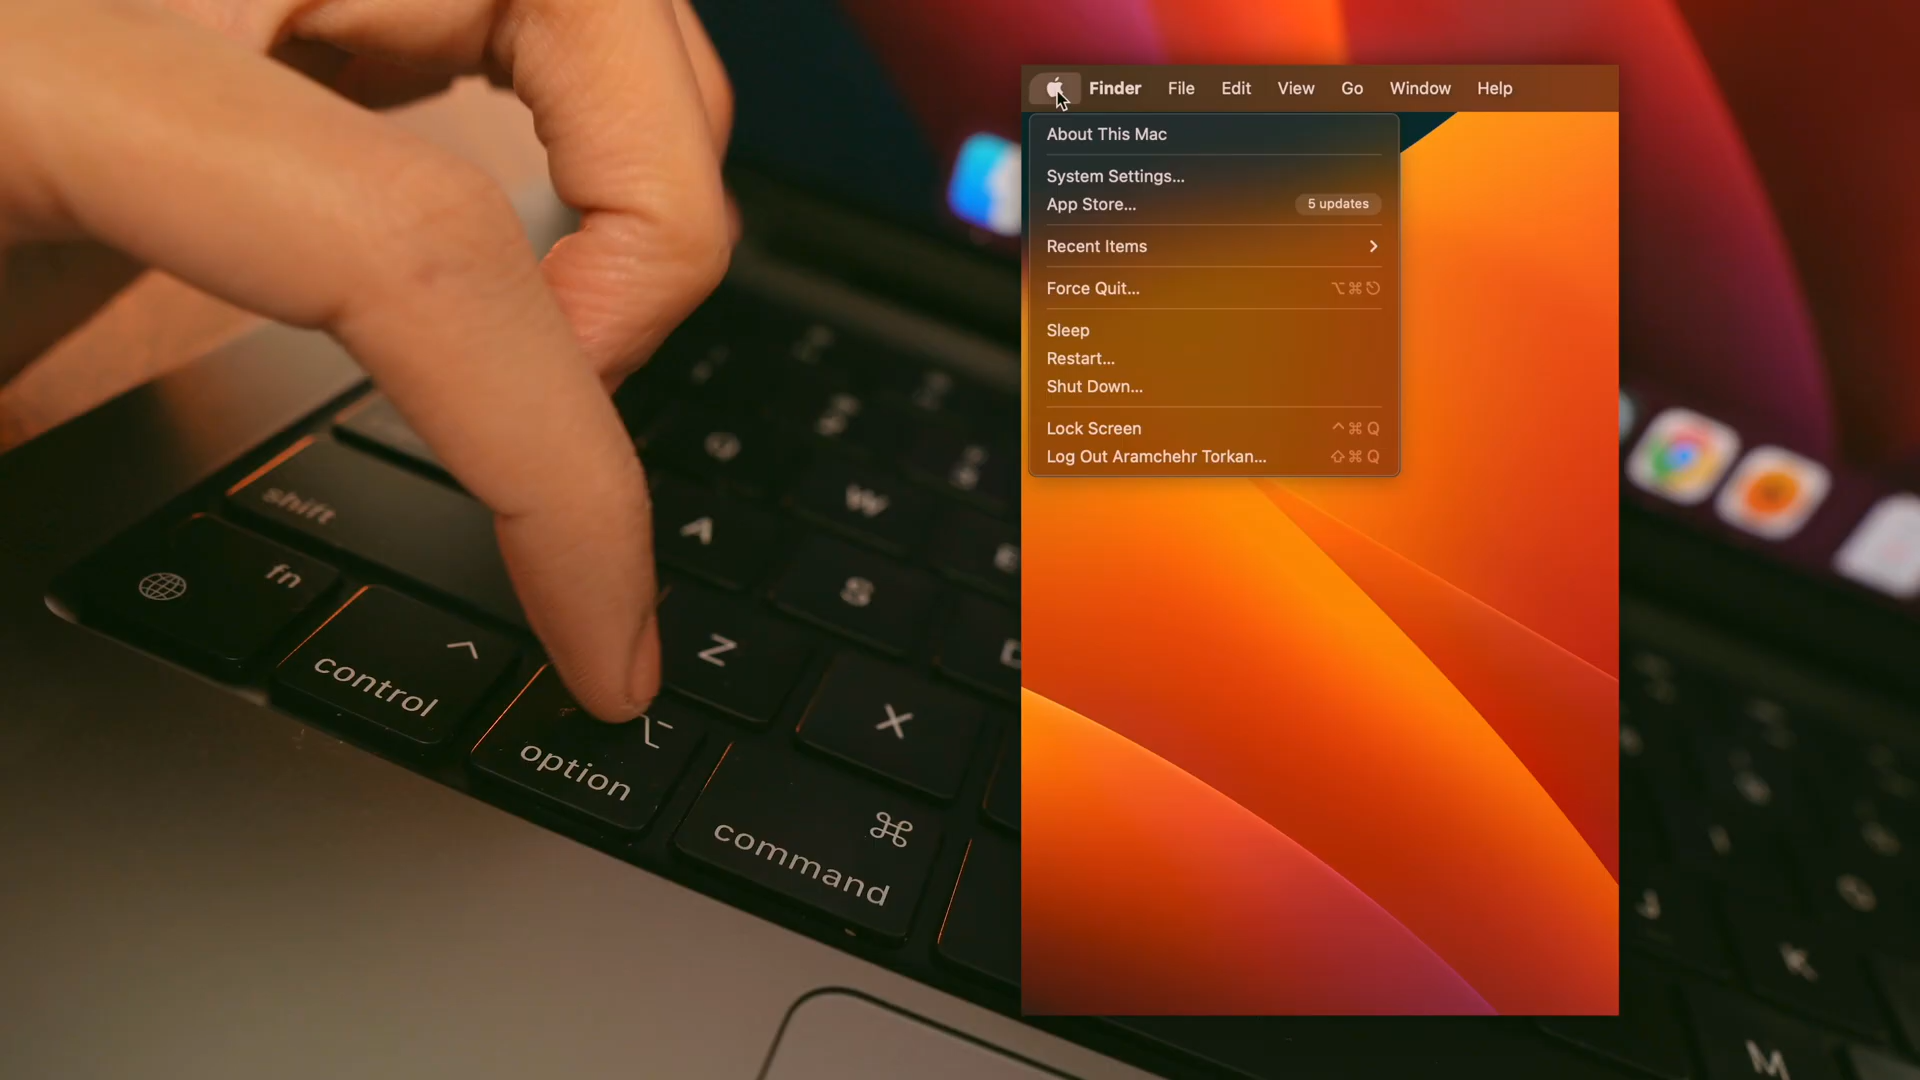 Finder File Edit View Go Window Help
About This Mac
System Settings...
App Store... 5 updates
Recent Items
Force Quit... ⌥⌘⎋
Sleep
Restart...
Shut Down...
Lock Screen ^⌘Q
Log Out Aramchehr Torkan... ⇧⌘Q
W
A
S
shift
fn
Z
control ^
X
option ⌥
command ⌘
K
M